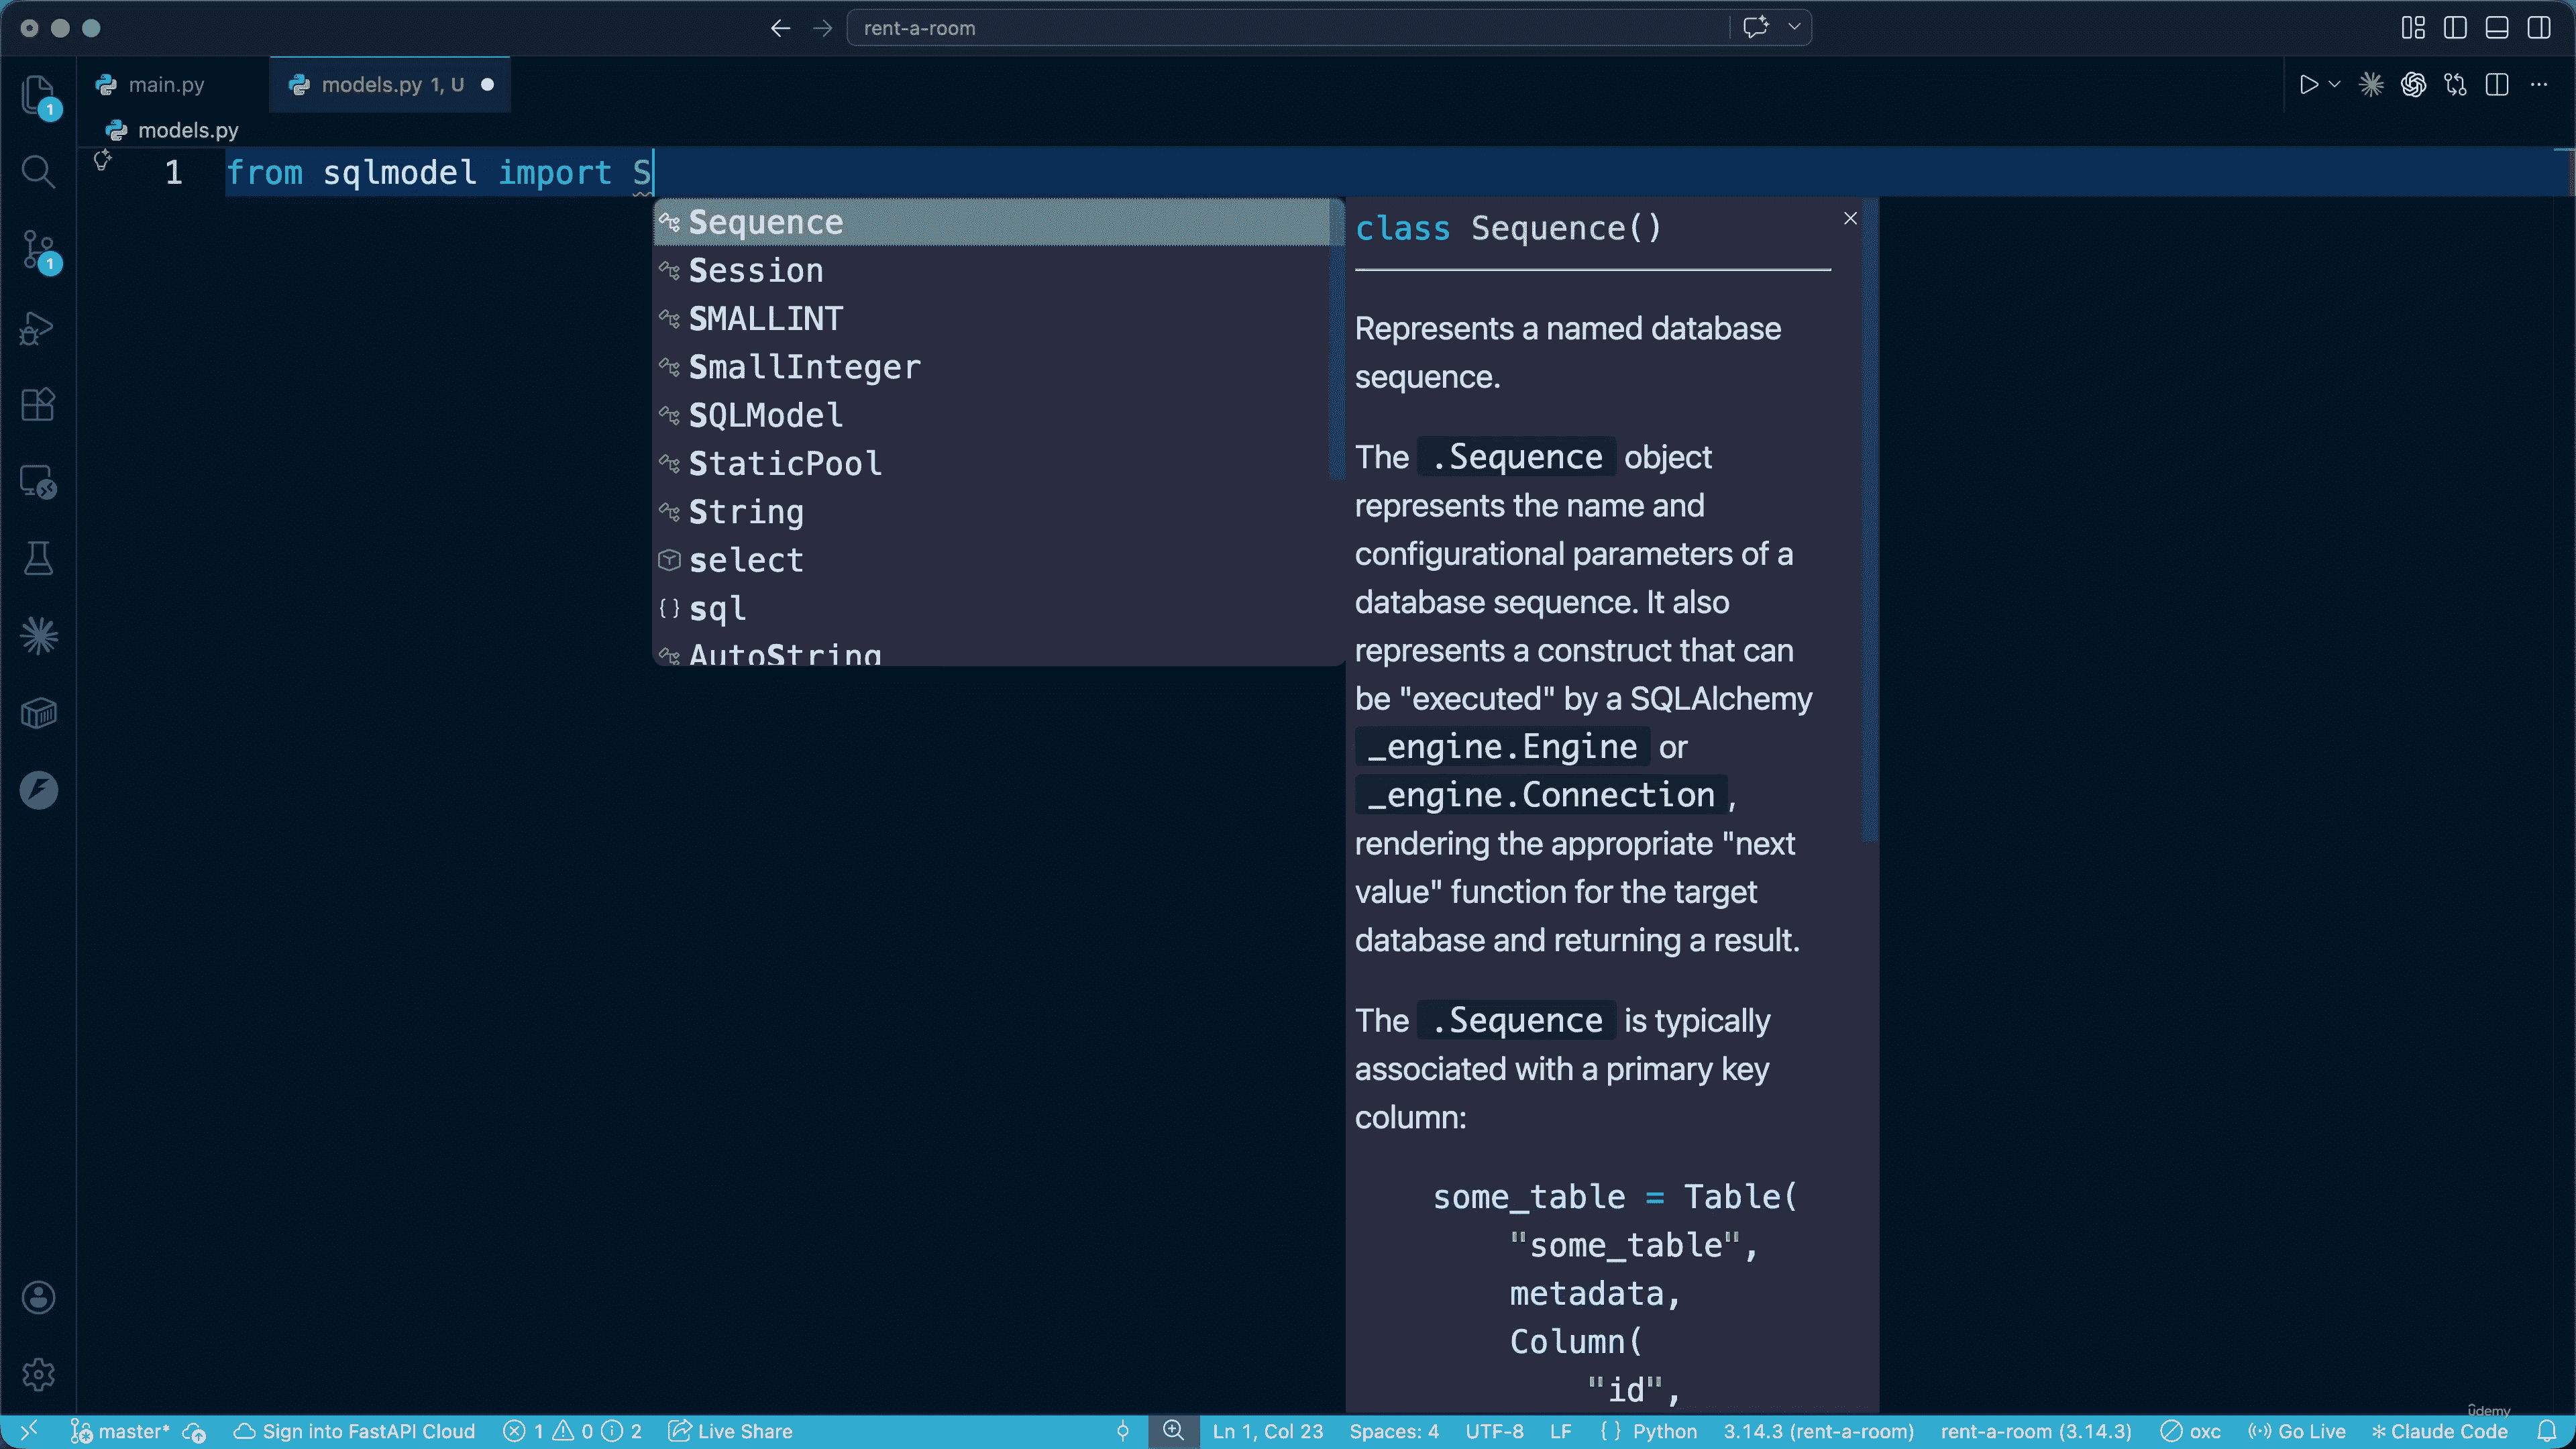 rent-a-room
main.py
models.py 1, U
models.py
1 from sqlmodel import S
Sequence
Session
SMALLINT
SmallInteger
SQLModel
StaticPool
String
select
{} sql
AutoString
class Sequence()
Represents a named database
sequence.
The .Sequence object
represents the name and
configurational parameters of a
database sequence. It also
represents a construct that can
be "executed" by a SQLAlchemy
_engine.Engine or
_engine.Connection ,
rendering the appropriate "next
value" function for the target
database and returning a result.
The .Sequence is typically
associated with a primary key
column:
some_table = Table(
"some_table",
metadata,
Column(
"id",
1
1
udemy
master* Sign into FastAPI Cloud 1 0 2 Live Share Ln 1, Col 23 Spaces: 4 UTF-8 LF {} Python 3.14.3 (rent-a-room) rent-a-room (3.14.3) oxc Go Live Claude Code